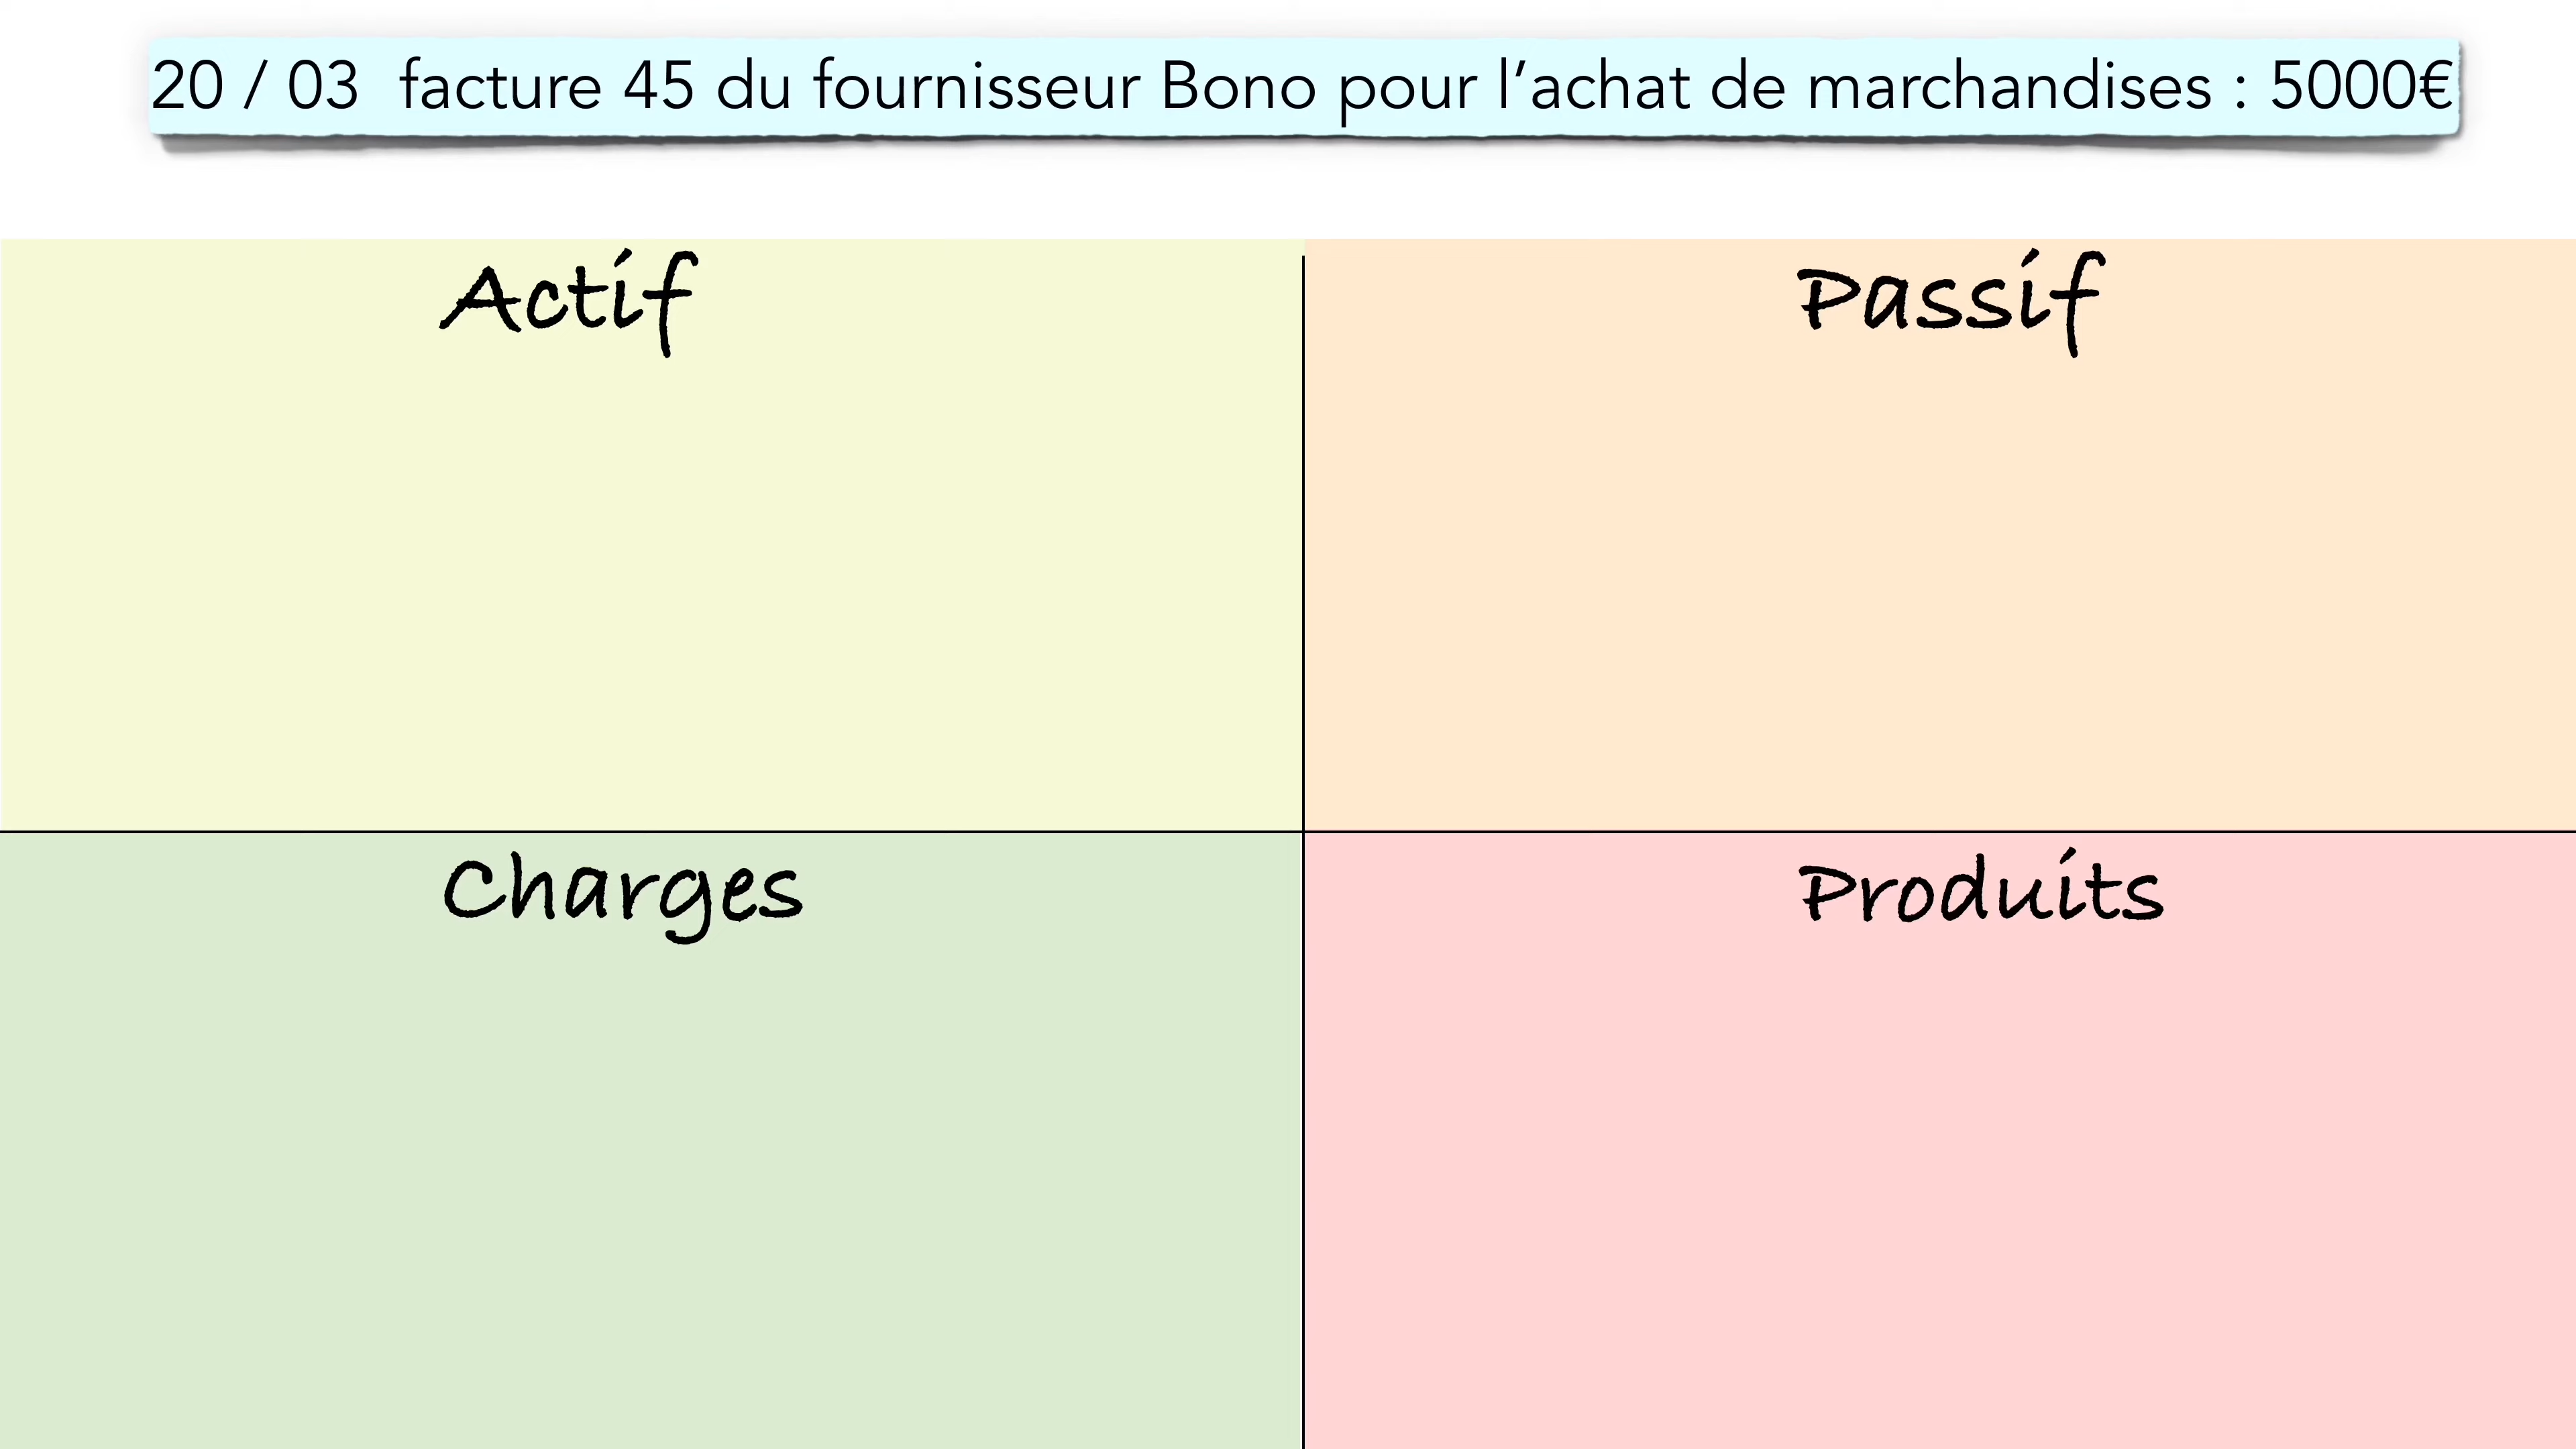 20 / 03 facture 45 du fournisseur Bono pour l’achat de marchandises : 5000€
Actif
Passif
Charges
Produits